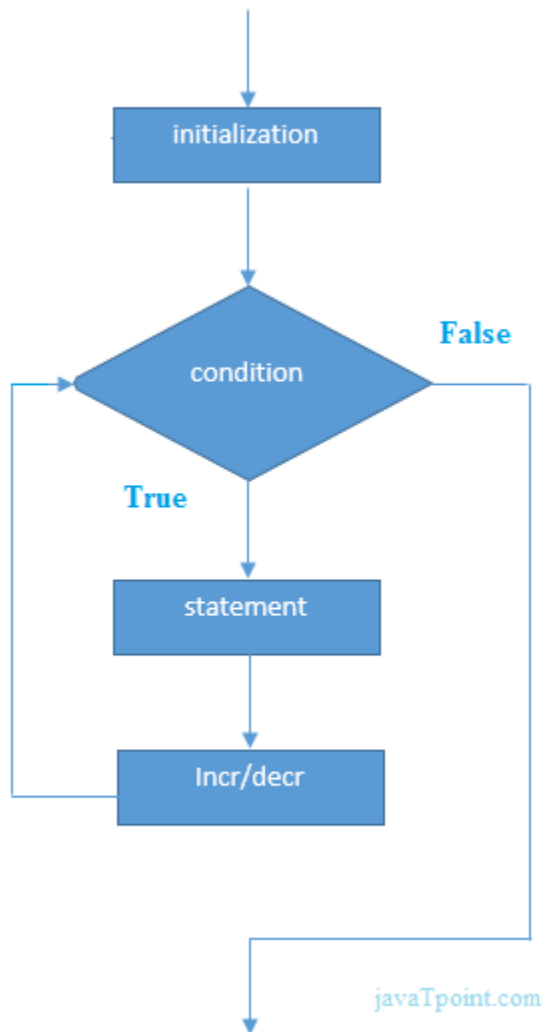 initialization
False
condition
True
statement
Incr/decr
javaTpoint.com